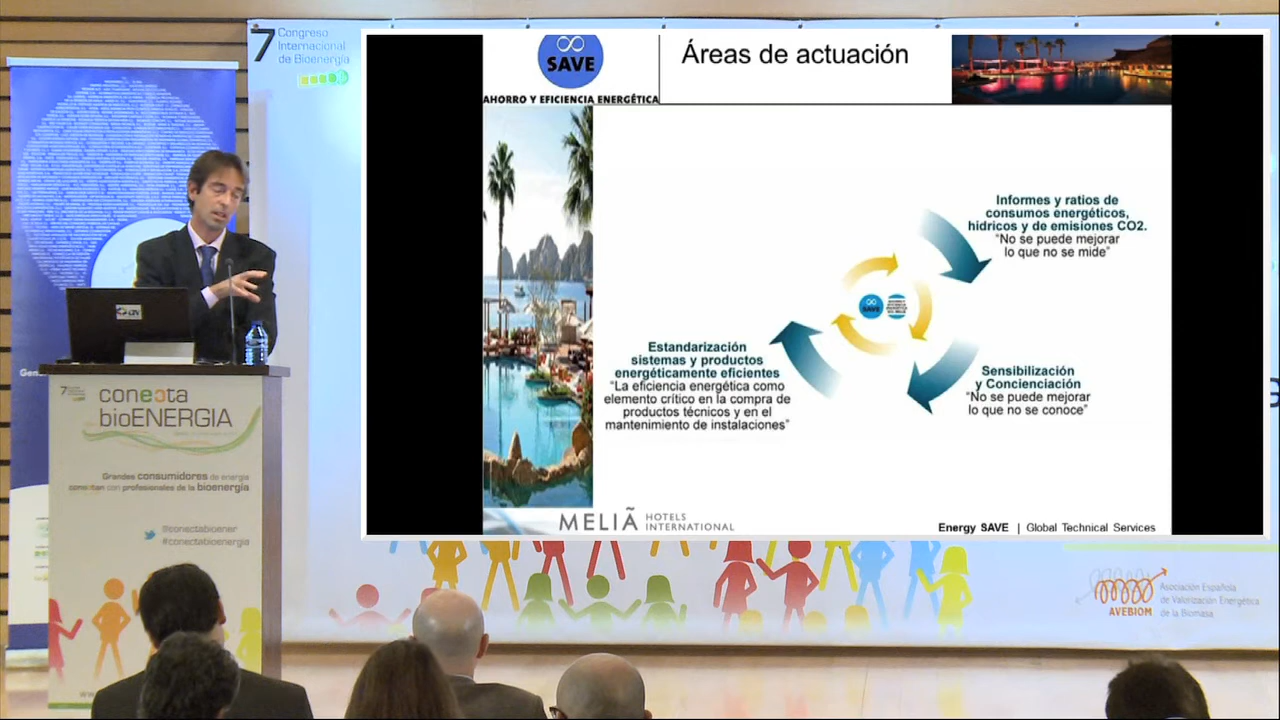 7 Congreso
Internacional
de Bioenergía
SAVE
AHORRO Y EFICIENCIA ENERGÉTICA
Áreas de actuación
Informes y ratios de
consumos energéticos,
hídricos y de emisiones CO2.
"No se puede mejorar
lo que no se mide"
SAVE
Estandarización
sistemas y productos
energéticamente eficientes
"La eficiencia energética como
elemento crítico en la compra de
productos técnicos y en el
mantenimiento de instalaciones"
Sensibilización
y Concienciación
"No se puede mejorar
lo que no se conoce"
MELIÃ HOTELS
INTERNATIONAL
Energy SAVE | Global Technical Services
conecta
bioENERGIA
Grandes consumidores de energía
conectan con profesionales de la bioenergía
#conectabioener
#conectabioenergia
AVEBIOM
Asociación Española
de Valorización Energética
de la Biomasa